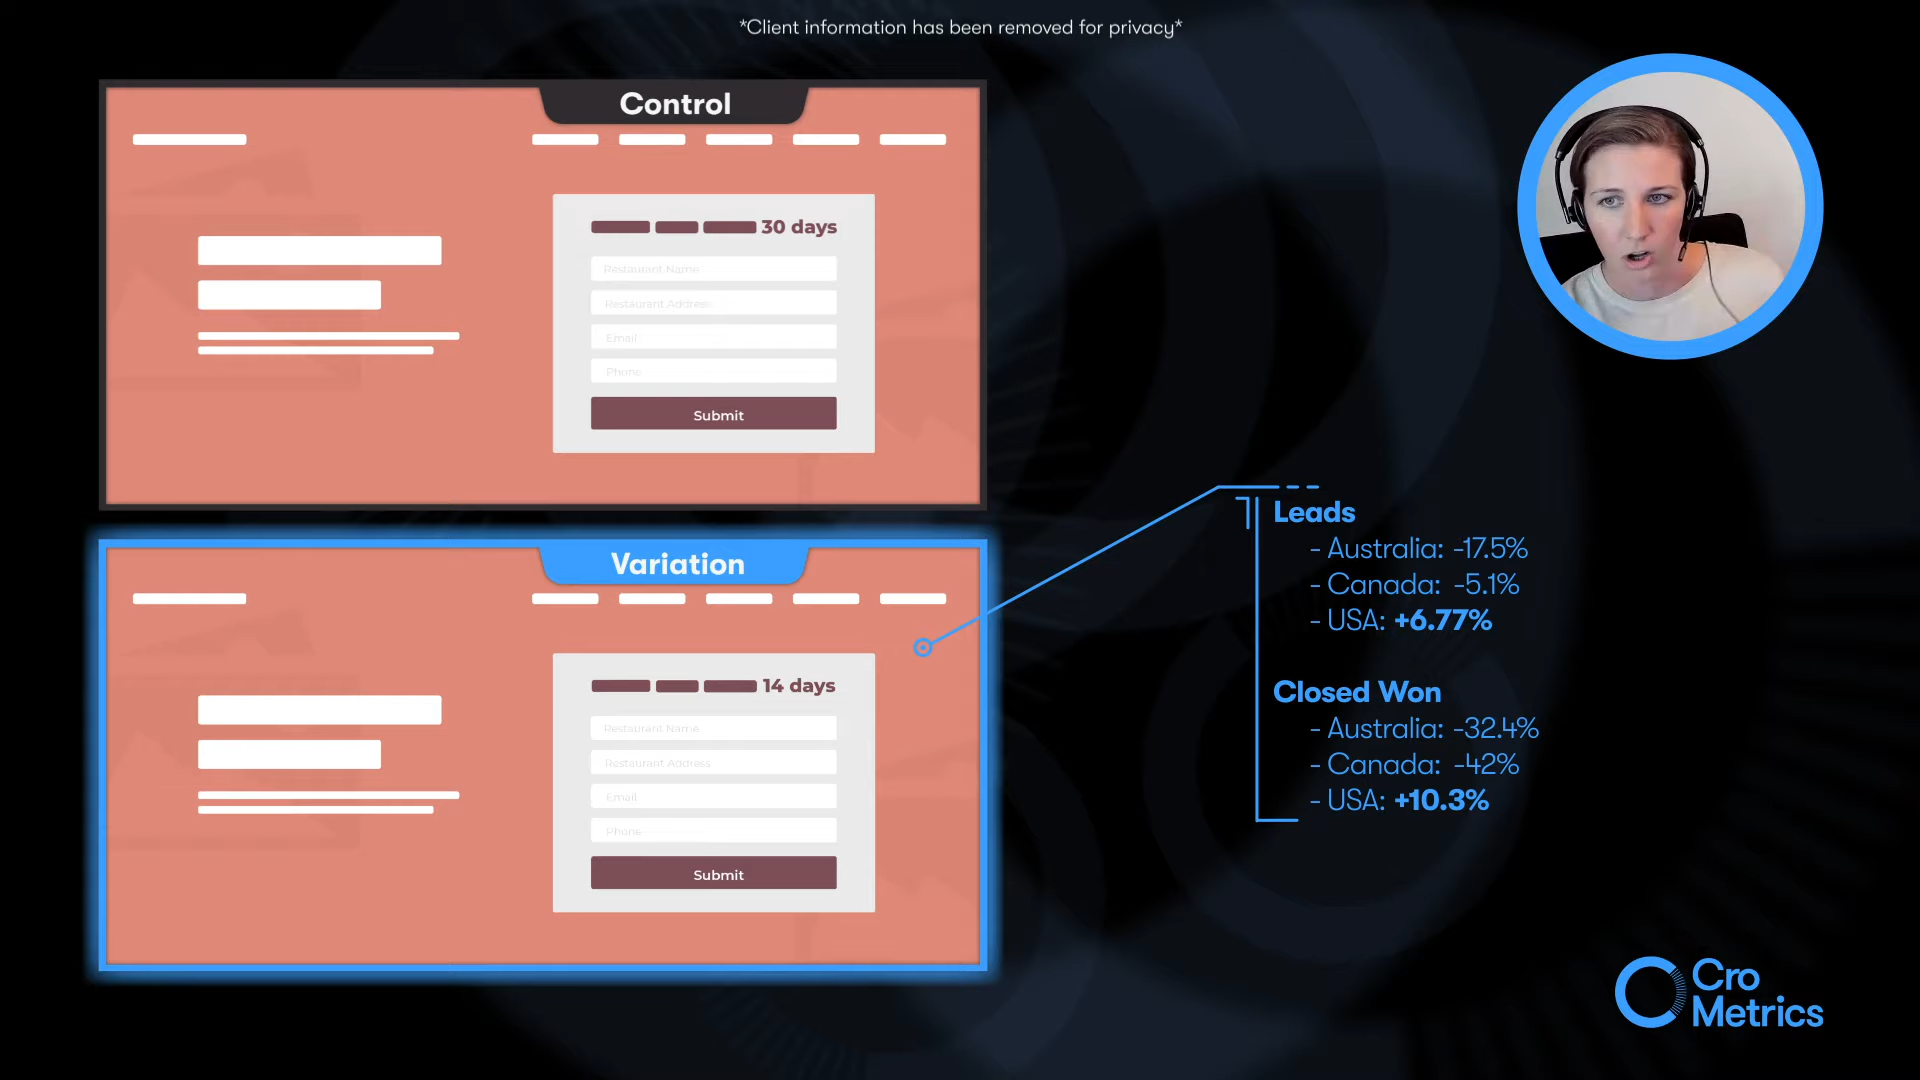 *Client information has been removed for privacy*
Control
30 days
Restaurant Name
Restaurant Address
Email
Phone
Submit
Variation
14 days
Restaurant Name
Restaurant Address
Email
Phone
Submit
Leads
- Australia: -17.5%
- Canada: -5.1%
- USA: +6.77%
Closed Won
- Australia: -32.4%
- Canada: -42%
- USA: +10.3%
Cro
Metrics